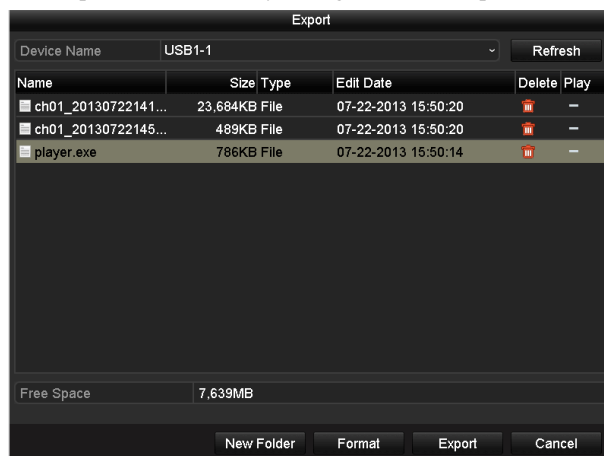 Export
Device Name USB1-1 Refresh
Name Size Type Edit Date Delete Play
ch01_20130722141... 23,684KB File 07-22-2013 15:50:20 –
ch01_20130722145... 489KB File 07-22-2013 15:50:20 –
player.exe 786KB File 07-22-2013 15:50:14 –
Free Space 7,639MB
New Folder Format Export Cancel